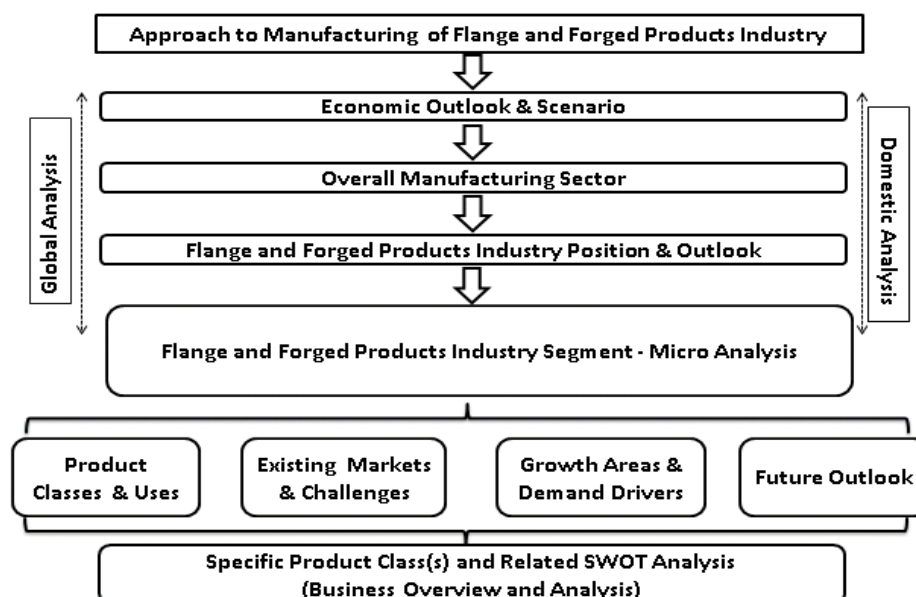 Approach to Manufacturing of Flange and Forged Products Industry
Economic Outlook & Scenario
Overall Manufacturing Sector
Flange and Forged Products Industry Position & Outlook
Global Analysis
Domestic Analysis
Flange and Forged Products Industry Segment - Micro Analysis
Product
Classes & Uses
Existing Markets
& Challenges
Growth Areas &
Demand Drivers
Future Outlook
Specific Product Class(s) and Related SWOT Analysis
(Business Overview and Analysis)